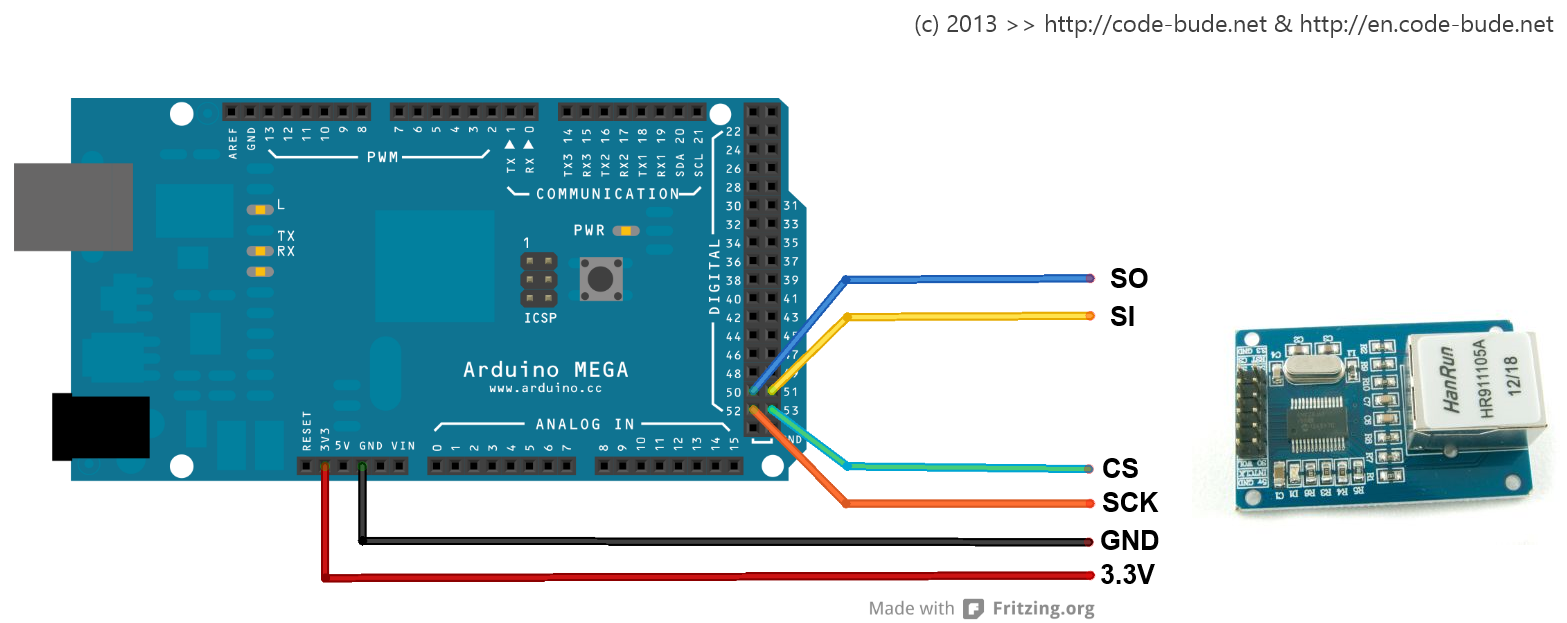 (c) 2013 >> http://code-bude.net & http://en.code-bude.net
AREF GND 13 12 11 10 9 8 7 6 5 4 3 2 1 0 14 15 16 17 18 19 20 21
TX RX TX3 RX3 TX2 RX2 TX1 RX1 SDA SCL
PWM
COMMUNICATION
22
24
26
28
30 31
32 33
34 35
36 37
38 39
40 41
42 43
44
46
48
50 51
52 53
DIGITAL
L
TX
RX
PWR
1
ICSP
Arduino MEGA
www.arduino.cc
ANALOG IN
RESET 3V3 5V GND VIN
0 1 2 3 4 5 6 7 8 9 10 11 12 13 14 15
SO
SI
CS
SCK
GND
3.3V
HanRun
HR911105A
12/18
C1 D1 R6 R3 R4 R5
Made with Fritzing.org